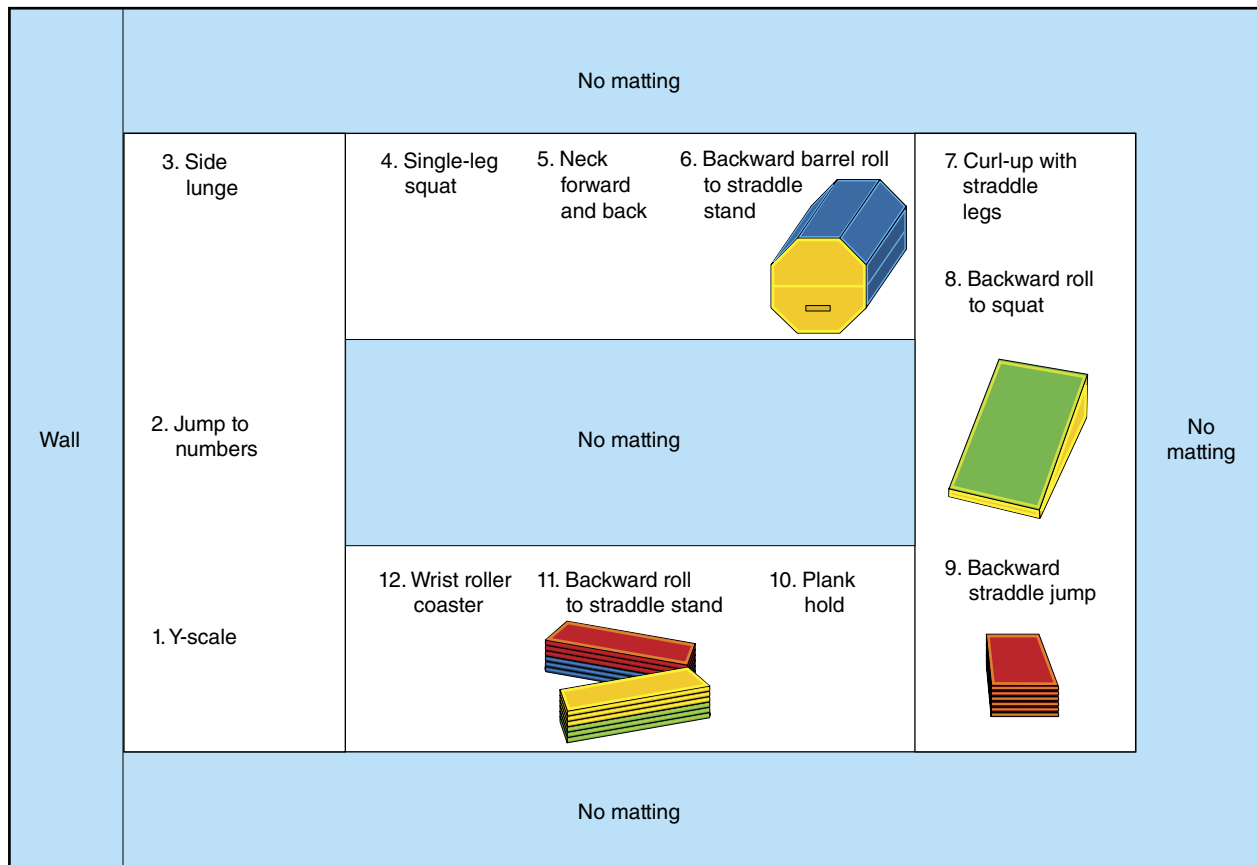 No matting
3. Side
lunge
4. Single-leg
squat
5. Neck
forward
and back
6. Backward barrel roll
to straddle
stand
7. Curl-up with
straddle
legs
8. Backward roll
to squat
Wall
2. Jump to
numbers
No matting
No
matting
1. Y-scale
12. Wrist roller
coaster
11. Backward roll
to straddle stand
10. Plank
hold
9. Backward
straddle jump
No matting